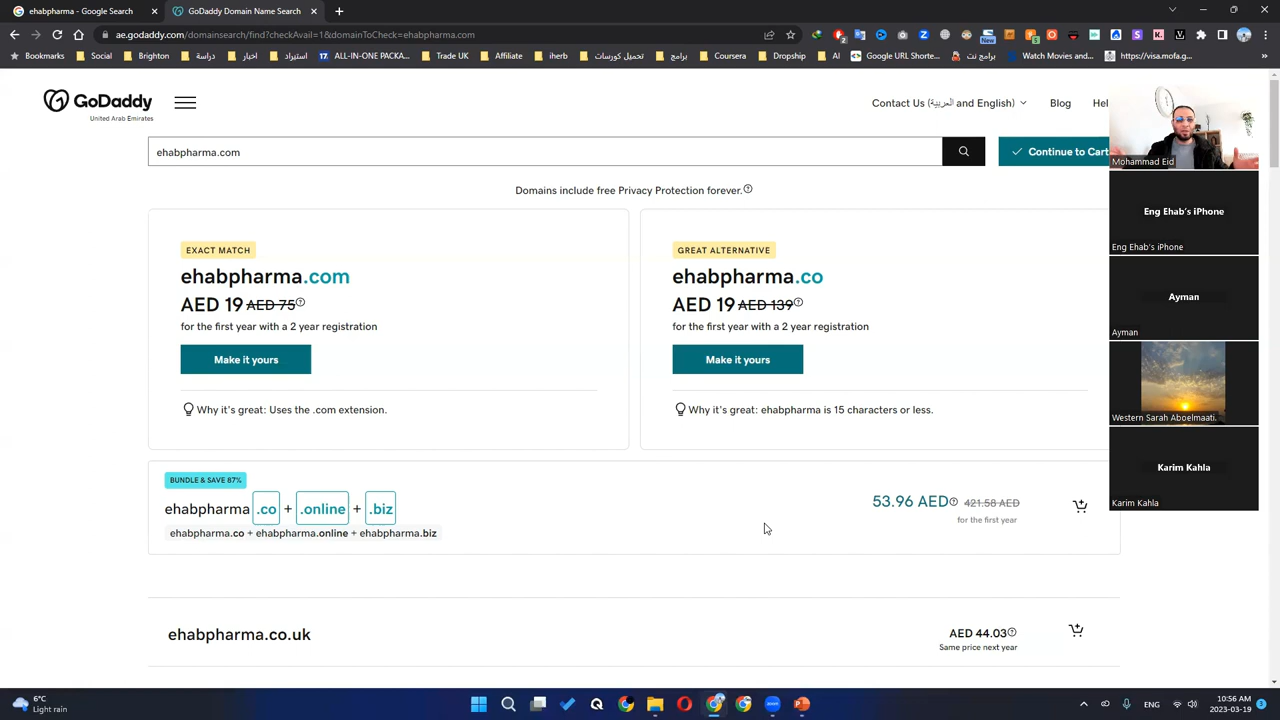 ehabpharma - Google Search
GoDaddy Domain Name Search
ae.godaddy.com/domainsearch/find?checkAvail=1&domainToCheck=ehabpharma.com
Bookmarks Social Brighton دراسة اخبار استيراد ALL-IN-ONE PACKA... Trade UK Affiliate iherb تحميل كورسات برامج Coursera Dropship AI Google URL Shorte... برامج نت Watch Movies and... https://visa.mofa.g...
GoDaddy
United Arab Emirates
Contact Us (العربية and English) Blog Hel
ehabpharma.com
Continue to Cart
Domains include free Privacy Protection forever.
EXACT MATCH
ehabpharma.com
AED 19 AED 75
for the first year with a 2 year registration
Make it yours
Why it's great: Uses the .com extension.
GREAT ALTERNATIVE
ehabpharma.co
AED 19 AED 139
for the first year with a 2 year registration
Make it yours
Why it's great: ehabpharma is 15 characters or less.
BUNDLE & SAVE 87%
ehabpharma .co + .online + .biz
ehabpharma.co + ehabpharma.online + ehabpharma.biz
53.96 AED 421.58 AED
for the first year
ehabpharma.co.uk
AED 44.03
Same price next year
Mohammad Eid
Eng Ehab's iPhone
Eng Ehab's iPhone
Ayman
Ayman
Western Sarah Aboelmaati.
Karim Kahla
Karim Kahla
6°C
Light rain
ENG
10:56 AM
2023-03-19
3